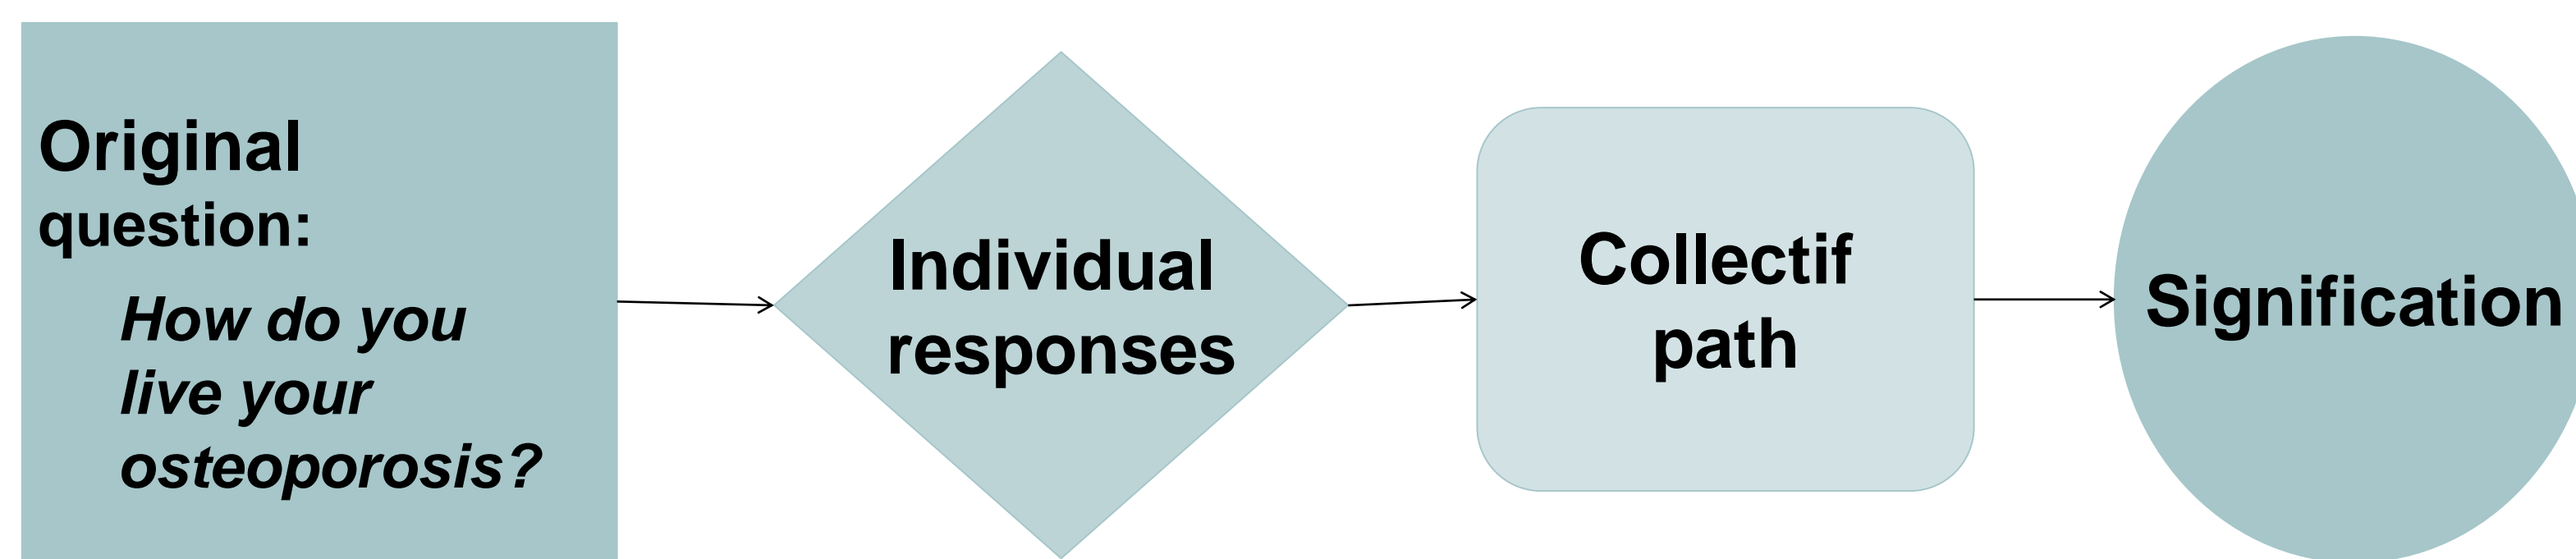 Original
question:
How do you
live your
osteoporosis?
Individual
responses
Collectif
path
Signification